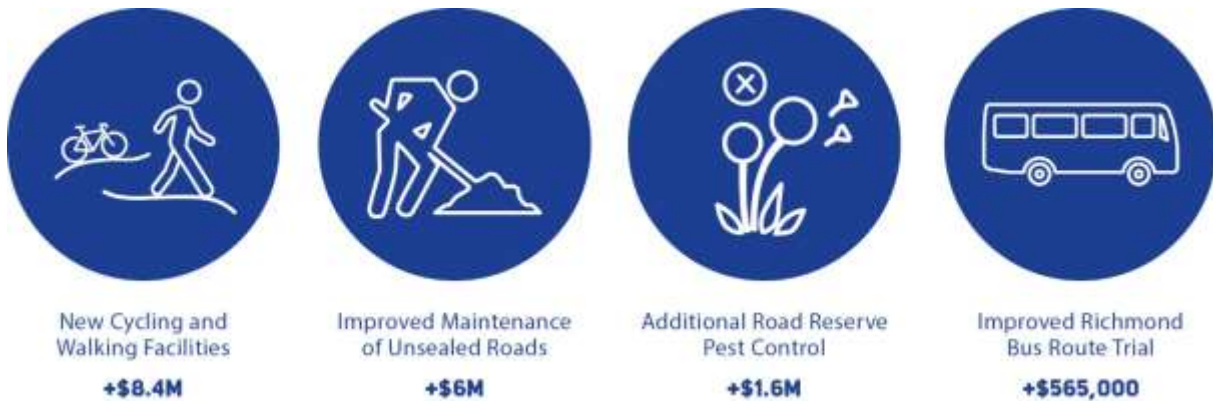 New Cycling and
Walking Facilities
+$8.4M
Improved Maintenance
of Unsealed Roads
+$6M
Additional Road Reserve
Pest Control
+$1.6M
Improved Richmond
Bus Route Trial
+$565,000